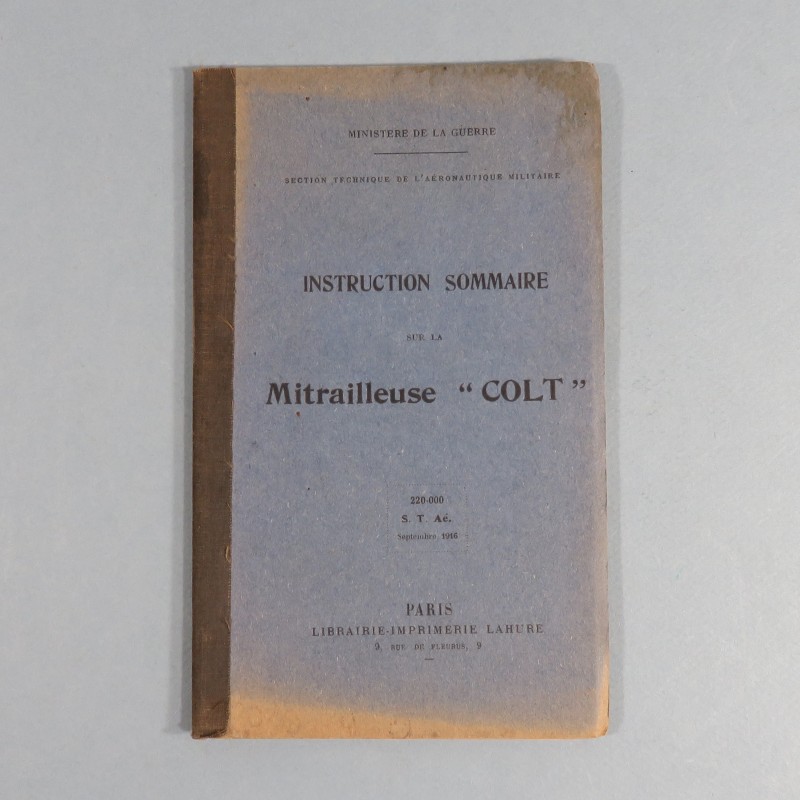 MINISTERE DE LA GUERRE
SECTION TECHNIQUE DE L'AÉRONAUTIQUE MILITAIRE
INSTRUCTION SOMMAIRE
SUR LA
Mitrailleuse “ COLT ”
220-000
S. T. Aé.
Septembre 1916
PARIS
LIBRAIRIE-IMPRIMERIE LAHURE
9, RUE DE FLEURUS, 9